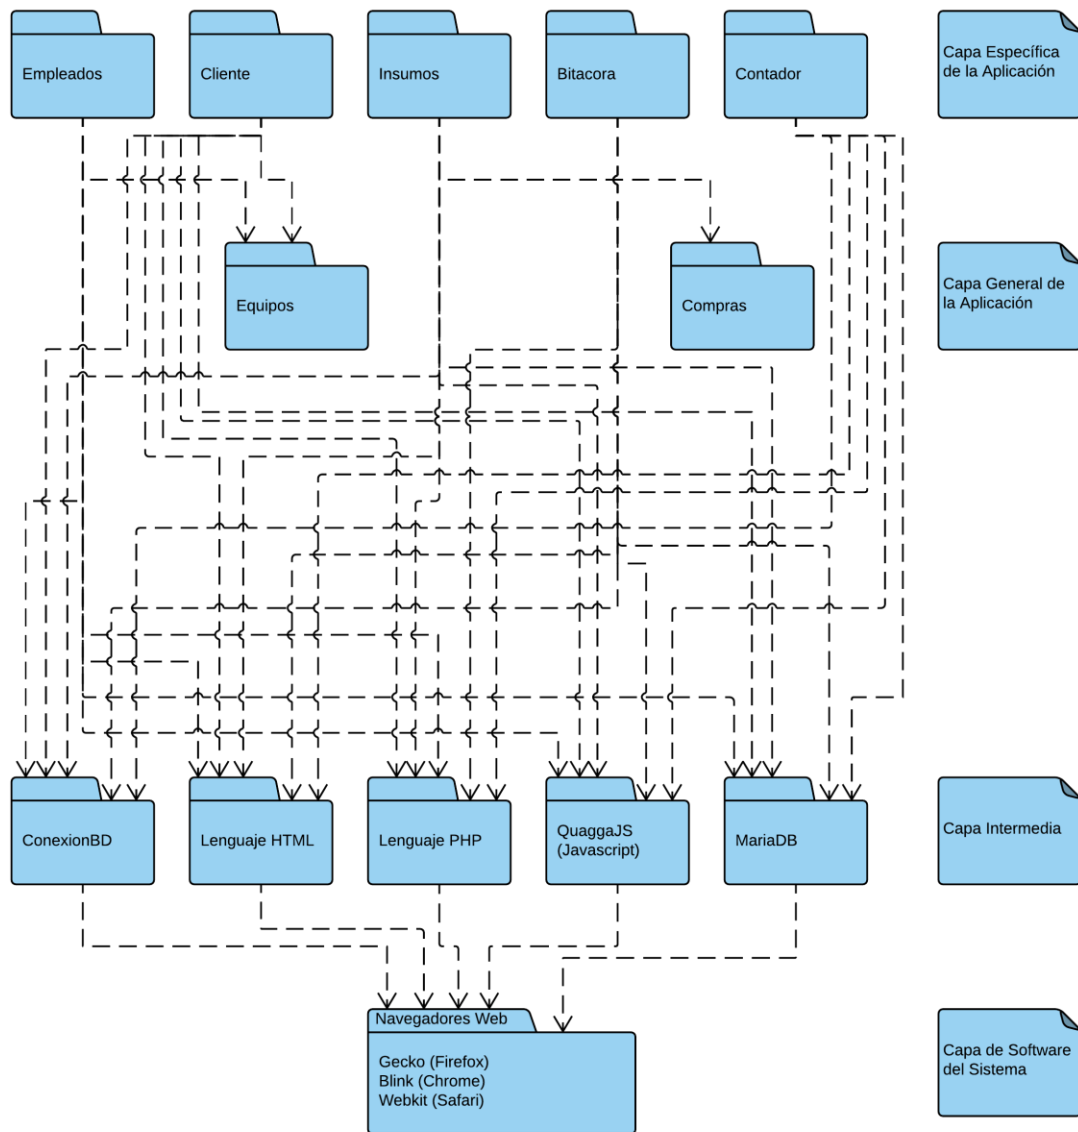 Empleados
Cliente
Insumos
Bitacora
Contador
Capa Específica
de la Aplicación
Equipos
Compras
Capa General de
la Aplicación
ConexionBD
Lenguaje HTML
Lenguaje PHP
QuaggaJS
(Javascript)
MariaDB
Capa Intermedia
Navegadores Web
Gecko (Firefox)
Blink (Chrome)
Webkit (Safari)
Capa de Software
del Sistema